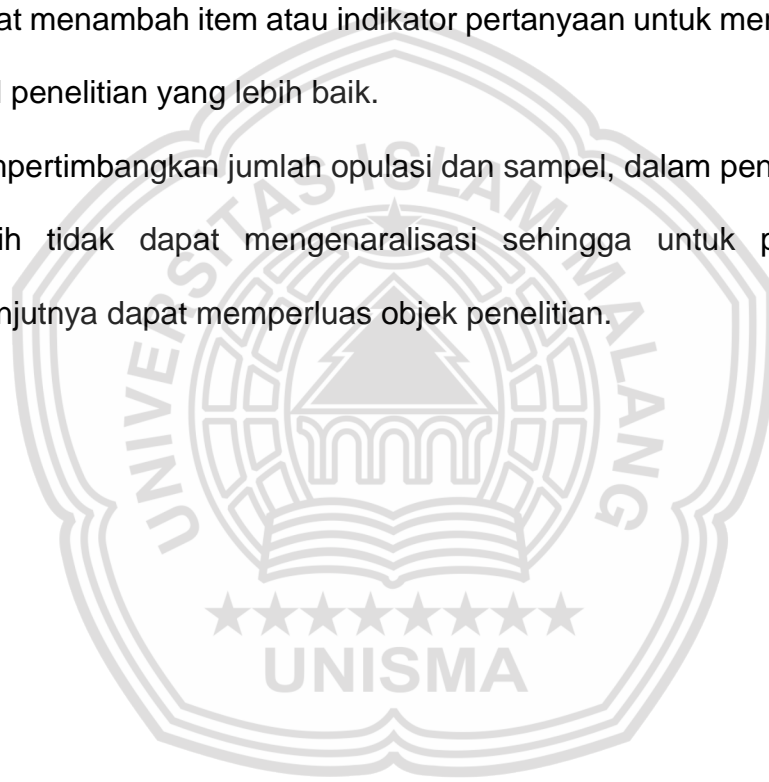 at menambah item atau indikator pertanyaan untuk mer
penelitian yang lebih baik.
npertimbangkan jumlah opulasi dan sampel, dalam pen
ih tidak dapat mengenaralisasi sehingga untuk p
njutnya dapat memperluas objek penelitian.
UNIVERSITAS ISLAM MALANG
UNISMA